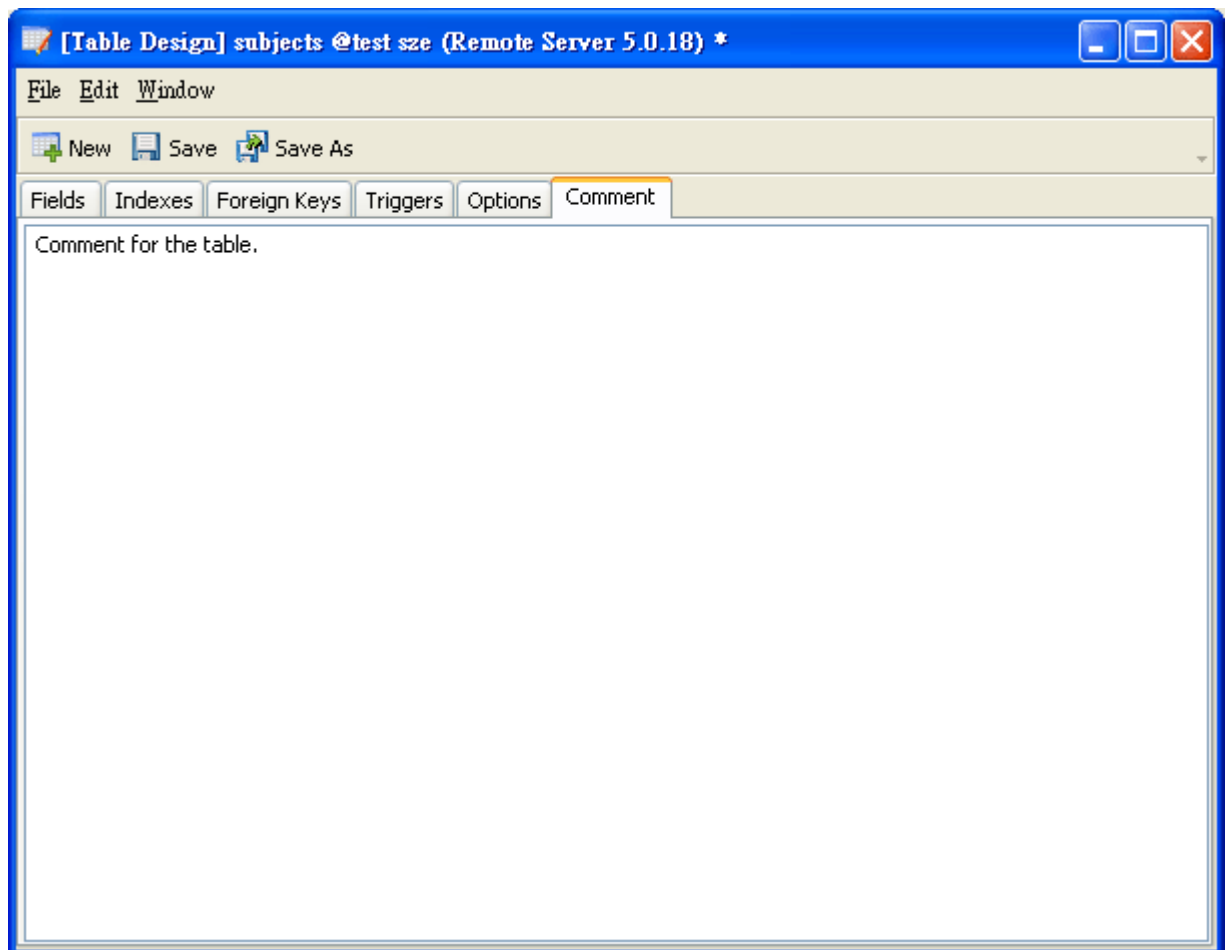 [Table Design] subjects @test sze (Remote Server 5.0.18) *
File Edit Window
New Save Save As
Fields Indexes Foreign Keys Triggers Options Comment
Comment for the table.